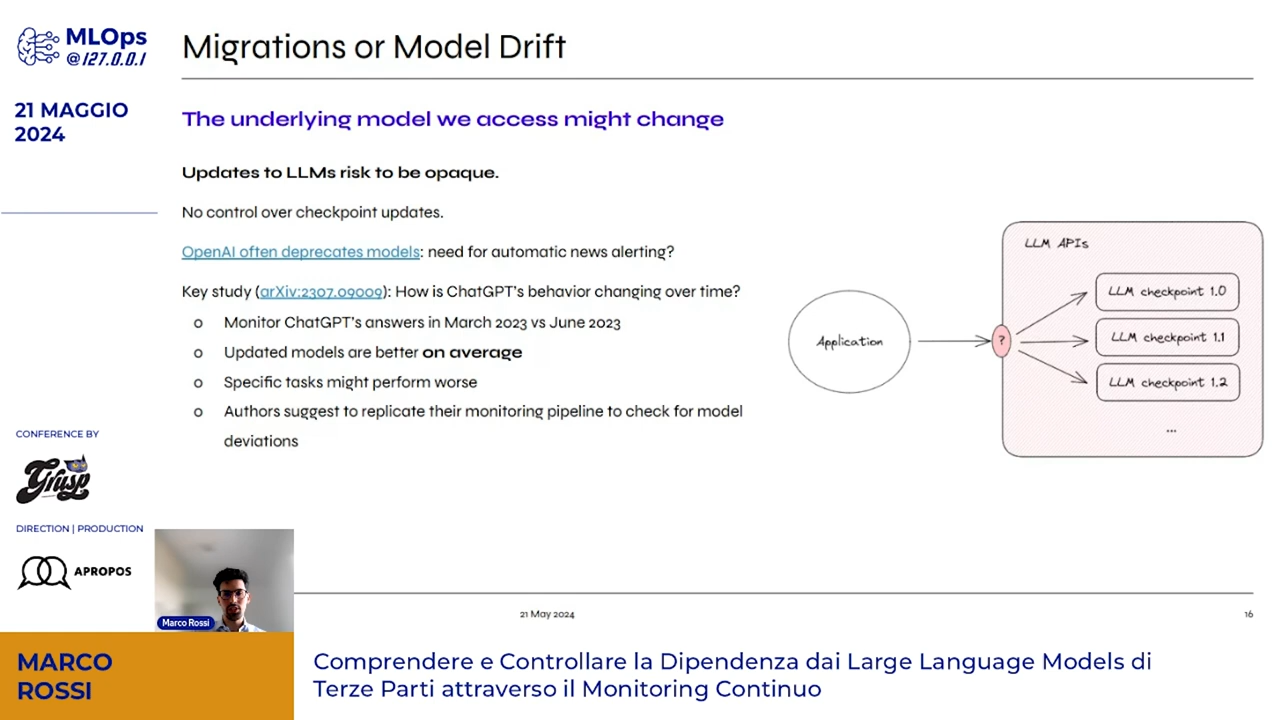 MLOps
@127.0.0.1
21 MAGGIO
2024
Migrations or Model Drift
The underlying model we access might change
Updates to LLMs risk to be opaque.
No control over checkpoint updates.
OpenAI often deprecates models: need for automatic news alerting?
Key study (arXiv:2307.09009): How is ChatGPT's behavior changing over time?
o Monitor ChatGPT's answers in March 2023 vs June 2023
o Updated models are better on average
o Specific tasks might perform worse
o Authors suggest to replicate their monitoring pipeline to check for model
deviations
Application
?
LLM APIs
LLM checkpoint 1.0
LLM checkpoint 1.1
LLM checkpoint 1.2
...
CONFERENCE BY
Grusp
DIRECTION | PRODUCTION
APROPOS
Marco Rossi
21 May 2024
16
MARCO
ROSSI
Comprendere e Controllare la Dipendenza dai Large Language Models di
Terze Parti attraverso il Monitoring Continuo